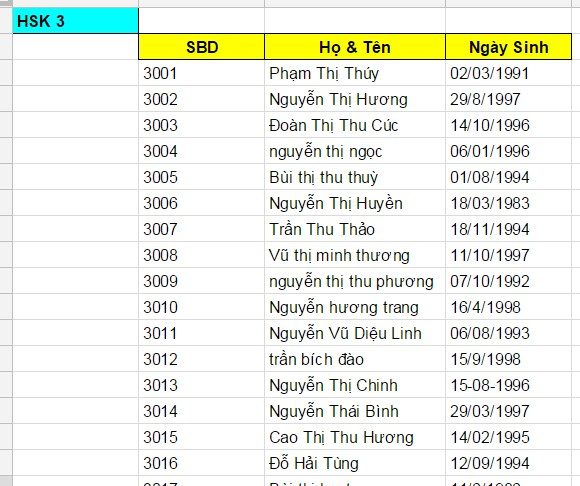 HSK 3
SBD Họ & Tên Ngày Sinh
3001 Phạm Thị Thúy 02/03/1991
3002 Nguyễn Thị Hương 29/8/1997
3003 Đoàn Thị Thu Cúc 14/10/1996
3004 nguyễn thị ngọc 06/01/1996
3005 Bùi thị thu thuỳ 01/08/1994
3006 Nguyễn Thị Huyền 18/03/1983
3007 Trần Thu Thảo 18/11/1994
3008 Vũ thị minh thương 11/10/1997
3009 nguyễn thị thu phương 07/10/1992
3010 Nguyễn hương trang 16/4/1998
3011 Nguyễn Vũ Diệu Linh 06/08/1993
3012 trần bích đào 15/9/1998
3013 Nguyễn Thị Chinh 15-08-1996
3014 Nguyễn Thái Bình 29/03/1997
3015 Cao Thị Thu Hương 14/02/1995
3016 Đỗ Hải Tùng 12/09/1994
3017